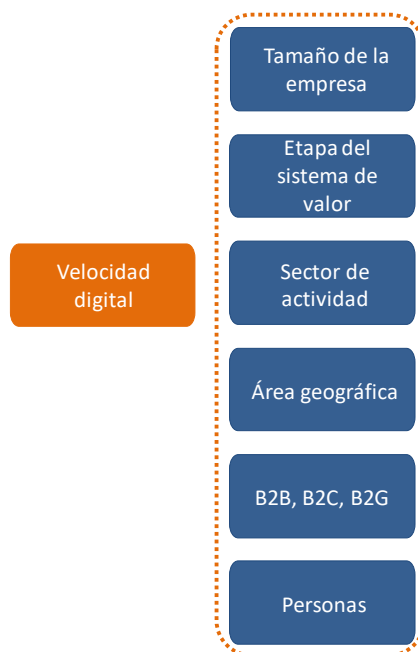 Tamaño de la
empresa
Etapa del
sistema de
valor
Velocidad
digital
Sector de
actividad
Área geográfica
B2B, B2C, B2G
Personas